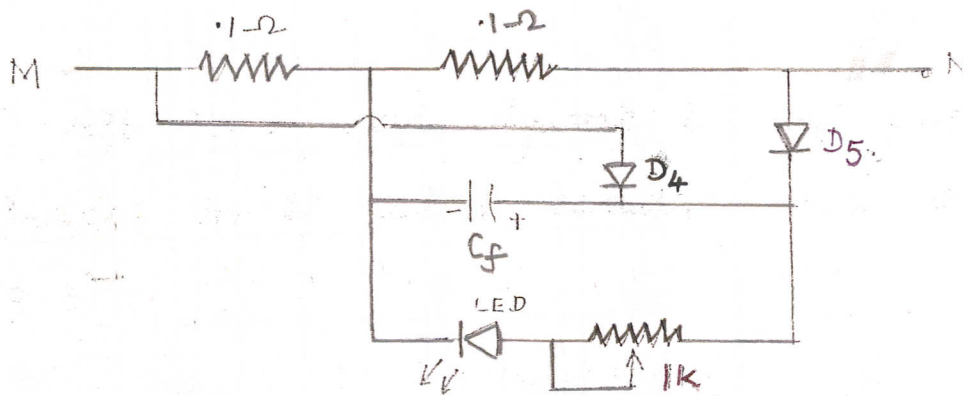 .1Ω .1Ω
M N
D5
D4
- +
Cf
LED
1K